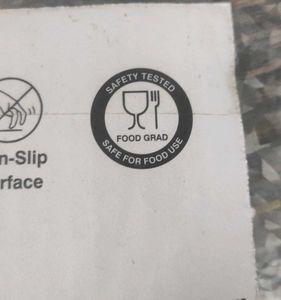 SAFETY TESTED
FOOD GRAD
SAFE FOR FOOD USE
n-Slip
rface